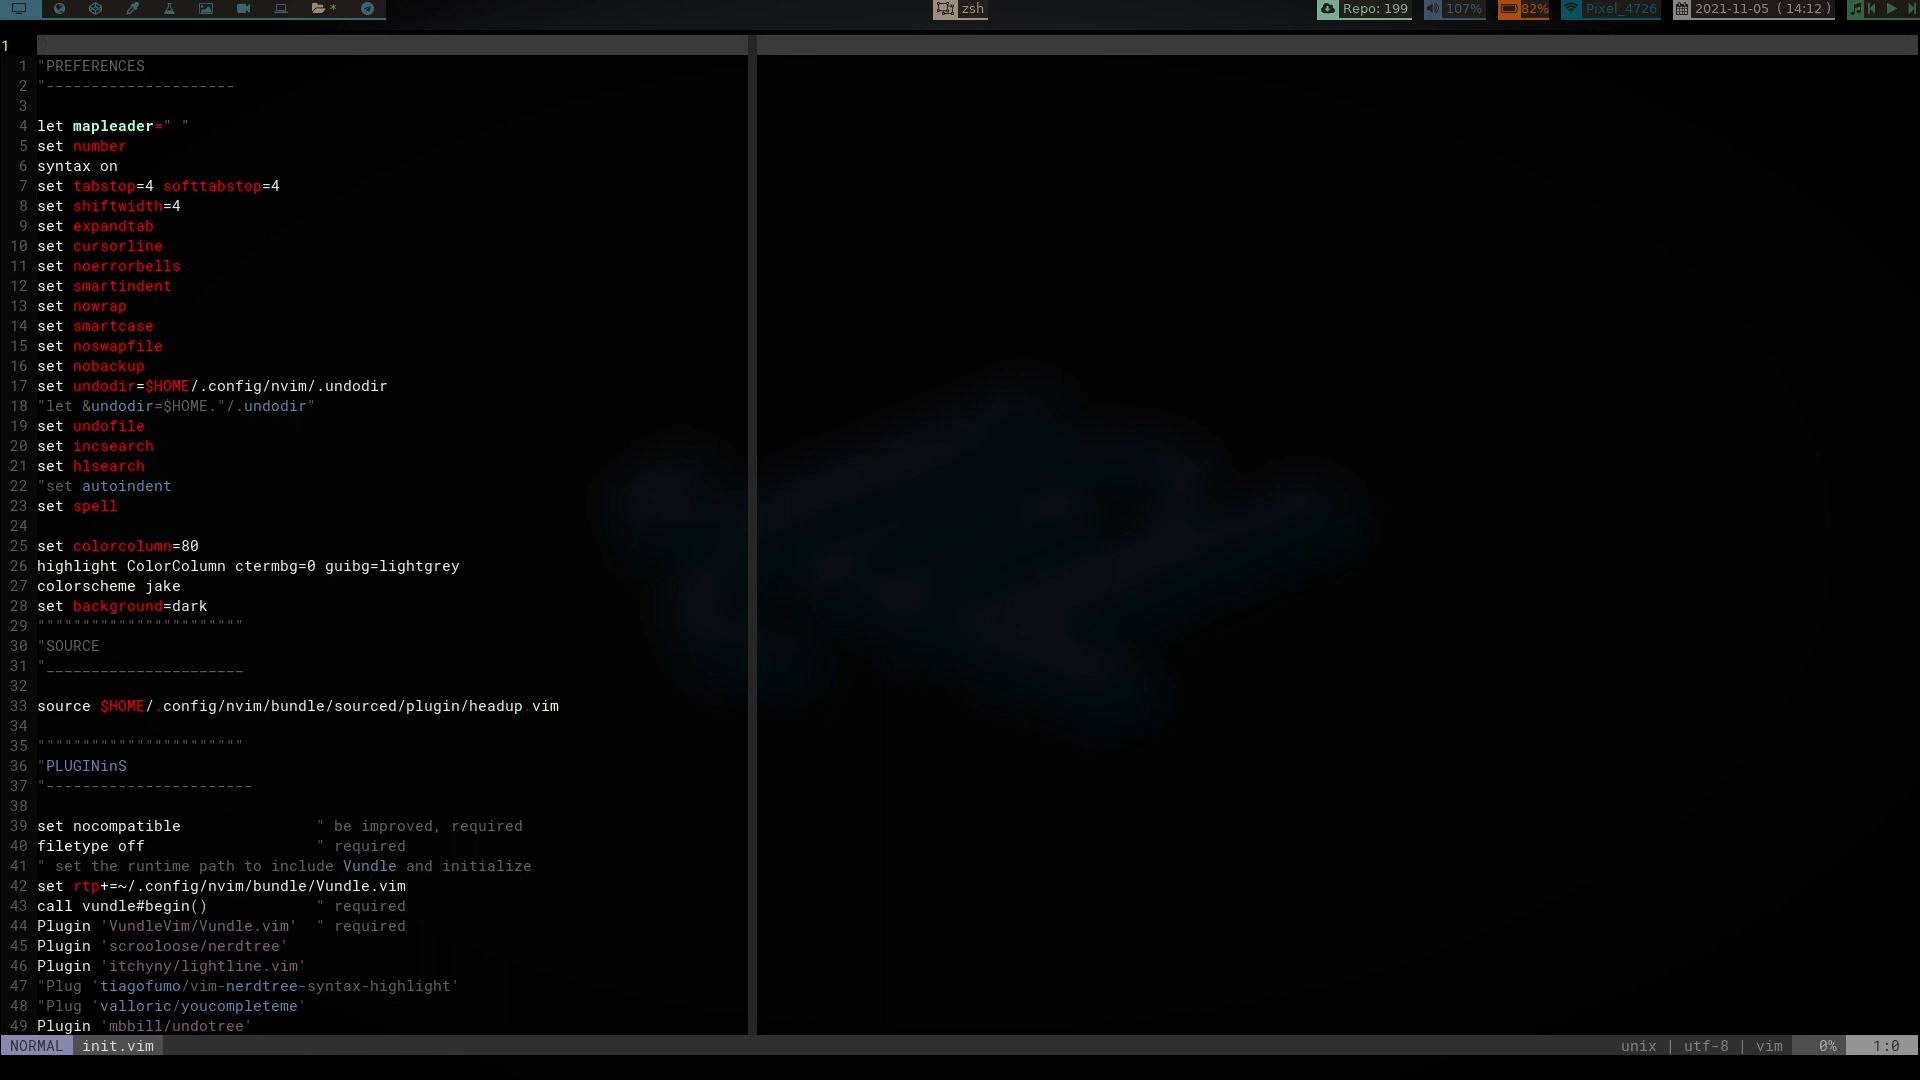 * zsh Repo: 199 107% 82% Pixel_4726 2021-11-05 ( 14:12 )
1
1 "PREFERENCES
2 "---------------------
3
4 let mapleader=" "
5 set number
6 syntax on
7 set tabstop=4 softtabstop=4
8 set shiftwidth=4
9 set expandtab
10 set cursorline
11 set noerrorbells
12 set smartindent
13 set nowrap
14 set smartcase
15 set noswapfile
16 set nobackup
17 set undodir=$HOME/.config/nvim/.undodir
18 "let &undodir=$HOME."/.undodir"
19 set undofile
20 set incsearch
21 set hlsearch
22 "set autoindent
23 set spell
24
25 set colorcolumn=80
26 highlight ColorColumn ctermbg=0 guibg=lightgrey
27 colorscheme jake
28 set background=dark
29 """""""""""""""""""""""
30 "SOURCE
31 "______________________
32
33 source $HOME/.config/nvim/bundle/sourced/plugin/headup.vim
34
35 """""""""""""""""""""""
36 "PLUGINinS
37 "-----------------------
38
39 set nocompatible               " be improved, required
40 filetype off                   " required
41 " set the runtime path to include Vundle and initialize
42 set rtp+=~/.config/nvim/bundle/Vundle.vim
43 call vundle#begin()            " required
44 Plugin 'VundleVim/Vundle.vim'  " required
45 Plugin 'scrooloose/nerdtree'
46 Plugin 'itchyny/lightline.vim'
47 "Plug 'tiagofumo/vim-nerdtree-syntax-highlight'
48 "Plug 'valloric/youcompleteme'
49 Plugin 'mbbill/undotree'
NORMAL init.vim unix | utf-8 | vim 0% 1:0